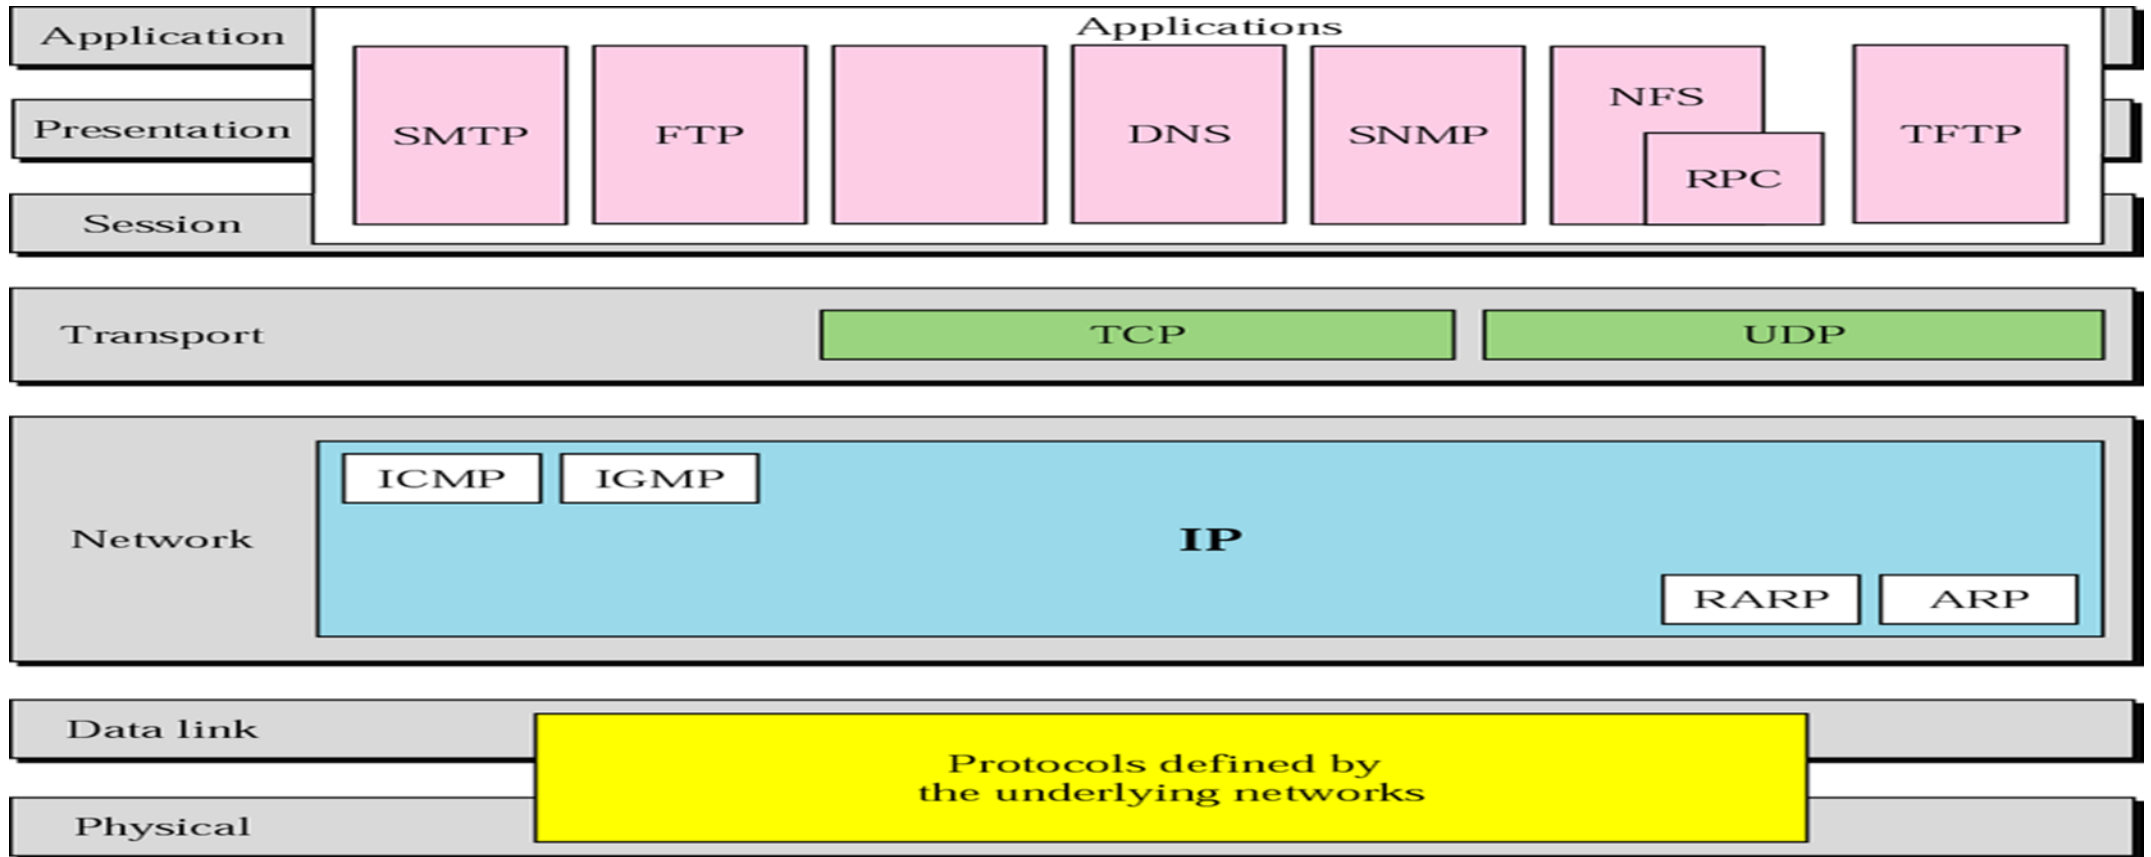 Applications
Application
SMTP
FTP
DNS
SNMP
NFS
RPC
TFTP
Presentation
Session
Transport
TCP
UDP
ICMP
IGMP
Network
IP
RARP
ARP
Data link
Protocols defined by
the underlying networks
Physical